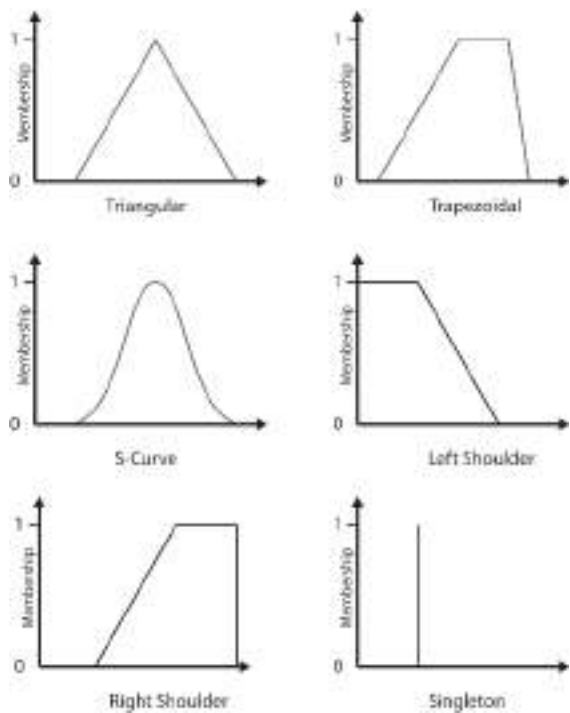 1
Membership
0
Triangular
1
Membership
0
Trapezoidal
1
Membership
0
S-Curve
1
Membership
0
Left Shoulder
1
Membership
0
Right Shoulder
1
Membership
0
Singleton